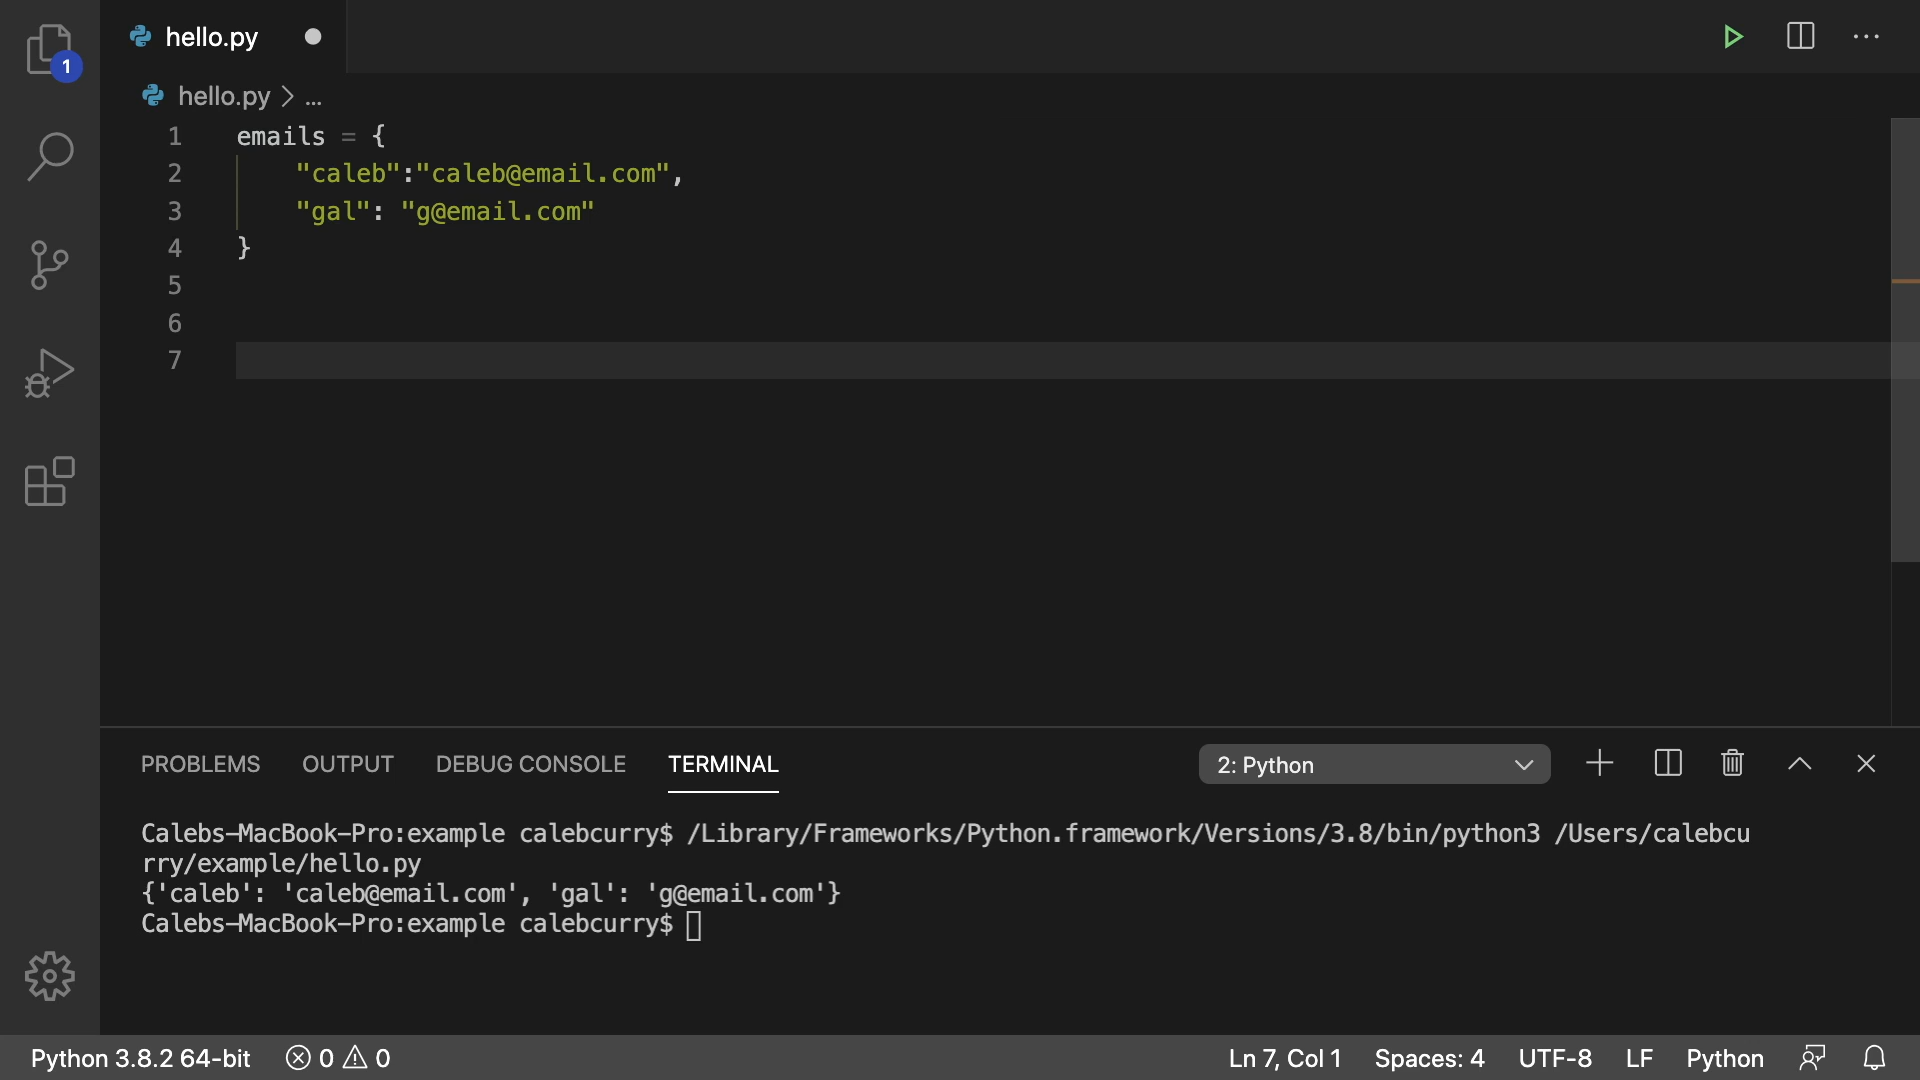 hello.py
1
hello.py > ...
1 emails = {
2     "caleb":"caleb@email.com",
3     "gal": "g@email.com"
4 }
5
6
7
PROBLEMS OUTPUT DEBUG CONSOLE TERMINAL 2: Python
Calebs-MacBook-Pro:example calebcurry$ /Library/Frameworks/Python.framework/Versions/3.8/bin/python3 /Users/calebcu
rry/example/hello.py
{'caleb': 'caleb@email.com', 'gal': 'g@email.com'}
Calebs-MacBook-Pro:example calebcurry$
Python 3.8.2 64-bit 0 0 Ln 7, Col 1 Spaces: 4 UTF-8 LF Python